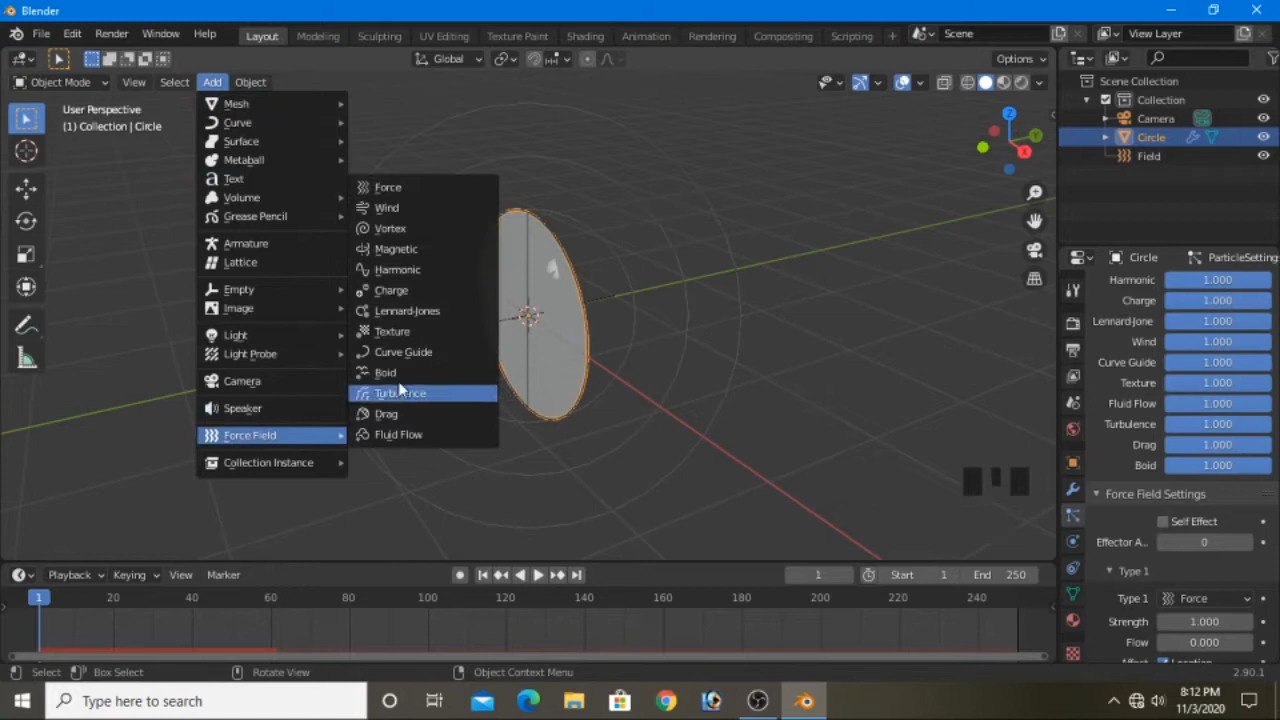 Blender
File Edit Render Window Help Layout Modeling Sculpting UV Editing Texture Paint Shading Animation Rendering Compositing Scripting Scene View Layer
Global Options
Object Mode View Select Add Object
User Perspective
(1) Collection | Circle
Mesh
Curve
Surface
Metaball
Text
Volume
Grease Pencil
Armature
Lattice
Empty
Image
Light
Light Probe
Camera
Speaker
Force Field
Collection Instance
Force
Wind
Vortex
Magnetic
Harmonic
Charge
Lennard-Jones
Texture
Curve Guide
Boid
Turbulence
Drag
Fluid Flow
Z
Y
X
Scene Collection
Collection
Camera
Circle
Field
Circle ParticleSetting
Harmonic 1.000
Charge 1.000
Lennard-Jone 1.000
Wind 1.000
Curve Guide 1.000
Texture 1.000
Fluid Flow 1.000
Turbulence 1.000
Drag 1.000
Boid 1.000
Force Field Settings
Self Effect
Effector A... 0
Type 1
Type 1 Force
Strength 1.000
Flow 0.000
Playback Keying View Marker 1 Start 1 End 250
1 20 40 60 80 100 120 140 160 180 200 220 240
Select Box Select Rotate View Object Context Menu 2.90.1
Type here to search
8:12 PM
11/3/2020